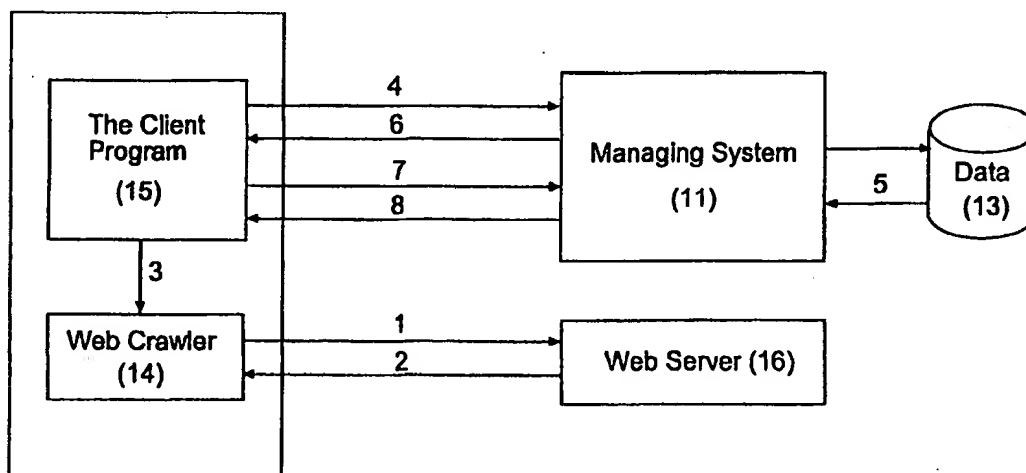 The Client
Program
(15)
4
6
7
8
Managing System
(11)
5
Data
(13)
3
Web Crawler
(14)
1
2
Web Server (16)